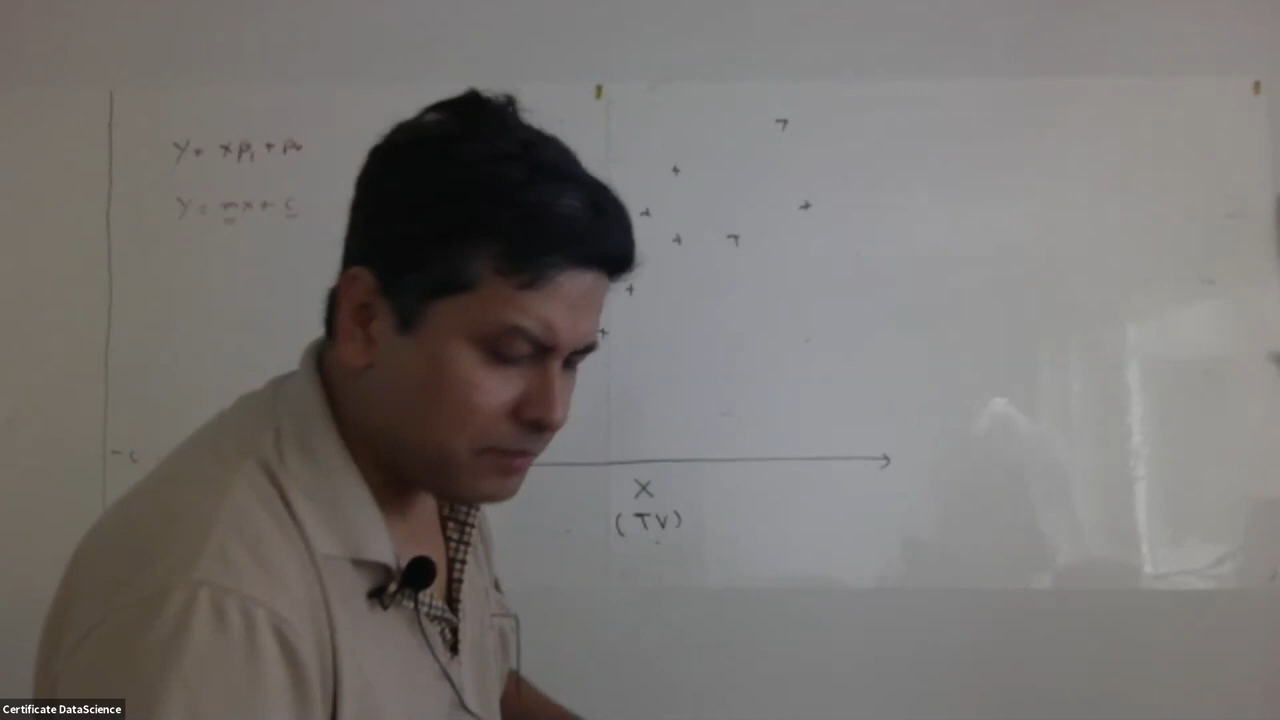 Y = xβ₁ + β₀
Y = mx + c
X
(TV)
Certificate DataScience